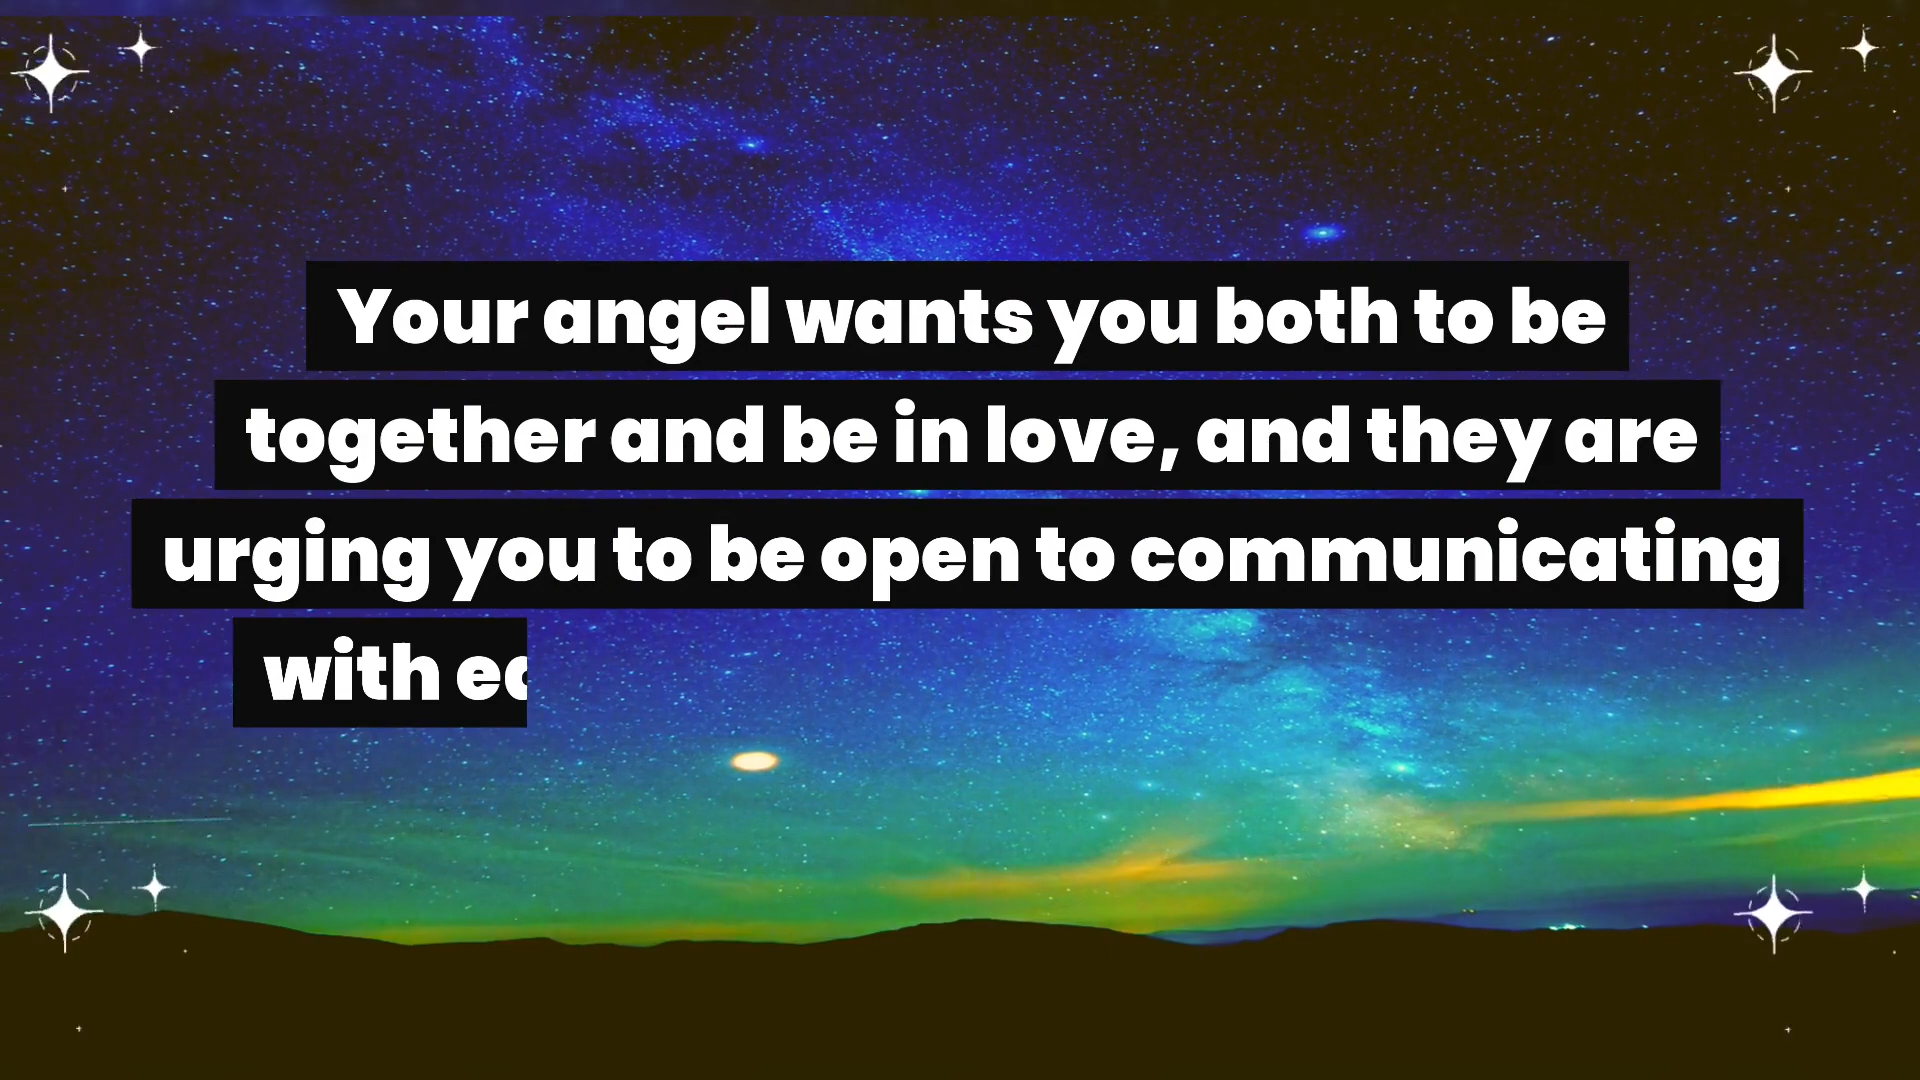 Your angel wants you both to be
together and be in love, and they are
urging you to be open to communicating
with